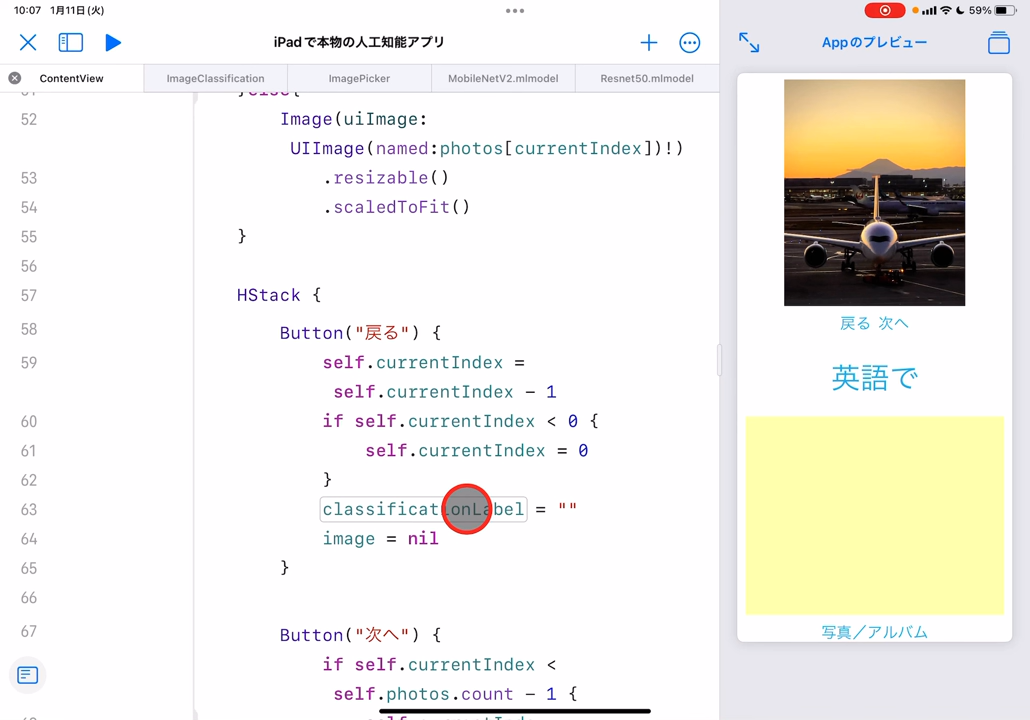 10:07 1月11日(火)
59%
iPadで本物の人工知能アプリ
Appのプレビュー
ContentView
ImageClassification
ImagePicker
MobileNetV2.mlmodel
Resnet50.mlmodel
}else{
52 Image(uiImage:
UIImage(named:photos[currentIndex])!)
53 .resizable()
54 .scaledToFit()
55 }
56
57 HStack {
58 Button("戻る") {
59 self.currentIndex =
self.currentIndex - 1
60 if self.currentIndex < 0 {
61 self.currentIndex = 0
62 }
63 classificationLabel = ""
64 image = nil
65 }
66
67 Button("次へ") {
if self.currentIndex <
self.photos.count - 1 {
戻る 次へ
英語で
写真／アルバム